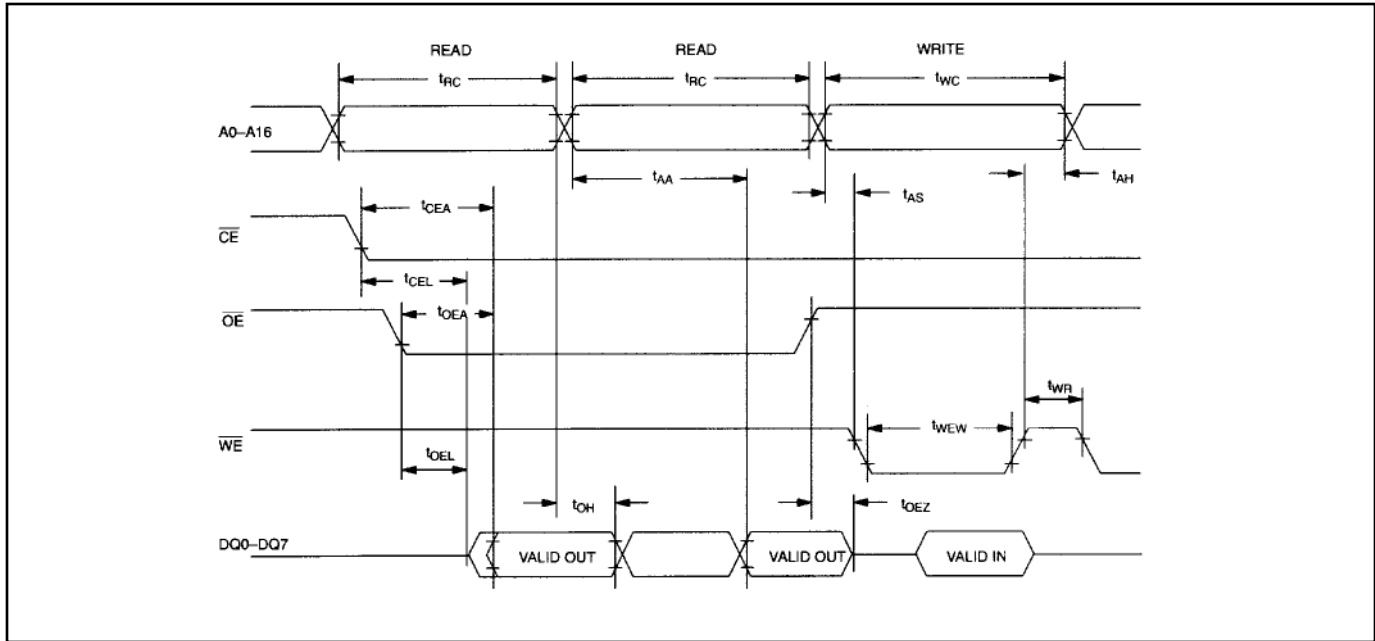 READ READ WRITE
tRC tRC tWC
A0–A16
tAA tAH
tCEA tAS
CE
tCEL
OE tOEA
tWR
WE tWEW
tOEL
tOH tOEZ
DQ0–DQ7 VALID OUT VALID OUT VALID IN